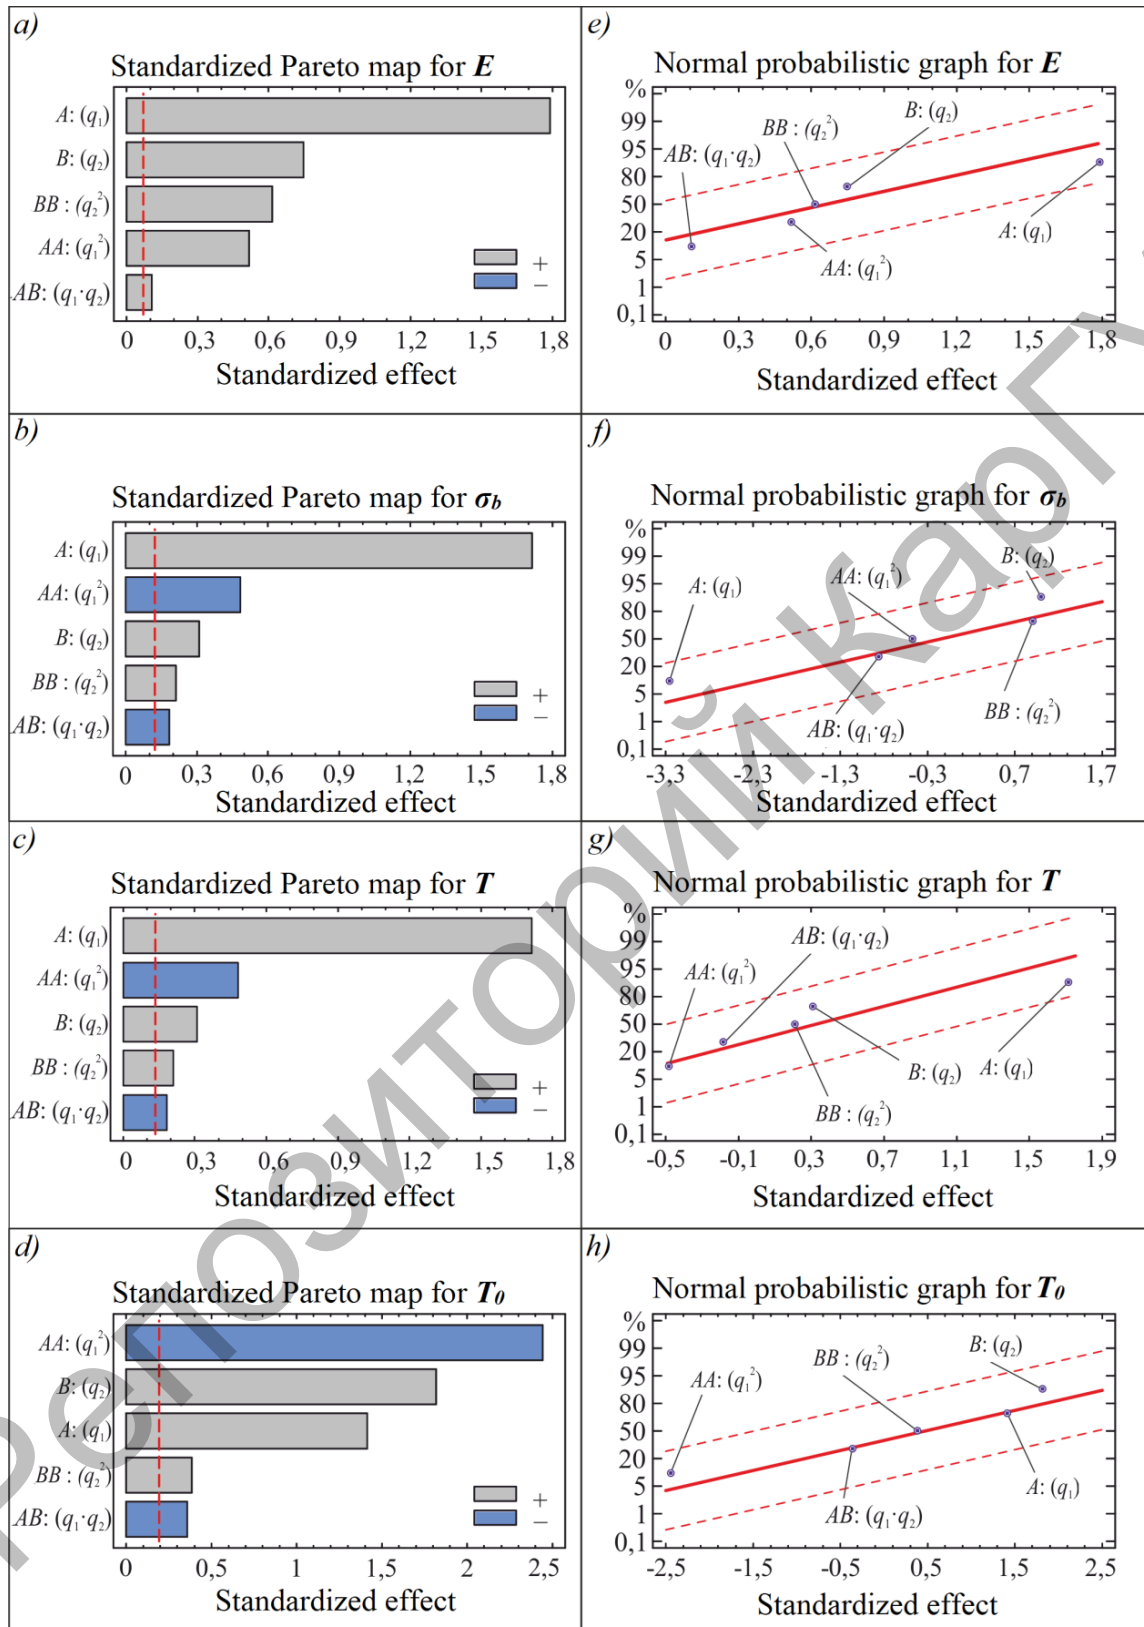 a)
Standardized Pareto map for E
A: (q₁)
B: (q₂)
BB : (q₂²)
AA: (q₁²)
AB: (q₁·q₂)
+
−
0 0,3 0,6 0,9 1,2 1,5 1,8
Standardized effect
e)
Normal probabilistic graph for E
%
99
95
80
50
20
5
1
0,1
AB: (q₁·q₂)
BB : (q₂²)
B: (q₂)
AA: (q₁²)
A: (q₁)
0 0,3 0,6 0,9 1,2 1,5 1,8
Standardized effect
b)
Standardized Pareto map for σb
A: (q₁)
AA: (q₁²)
B: (q₂)
BB : (q₂²)
AB: (q₁·q₂)
+
−
0 0,3 0,6 0,9 1,2 1,5 1,8
Standardized effect
f)
Normal probabilistic graph for σb
%
99
95
80
50
20
5
1
0,1
A: (q₁)
AA: (q₁²)
B: (q₂)
AB: (q₁·q₂)
BB : (q₂²)
-3,3 -2,3 -1,3 -0,3 0,7 1,7
Standardized effect
c)
Standardized Pareto map for T
A: (q₁)
AA: (q₁²)
B: (q₂)
BB : (q₂²)
AB: (q₁·q₂)
+
−
0 0,3 0,6 0,9 1,2 1,5 1,8
Standardized effect
g)
Normal probabilistic graph for T
%
99
95
80
50
20
5
1
0,1
AA: (q₁²)
AB: (q₁·q₂)
B: (q₂)
A: (q₁)
BB : (q₂²)
-0,5 -0,1 0,3 0,7 1,1 1,5 1,9
Standardized effect
d)
Standardized Pareto map for T₀
AA: (q₁²)
B: (q₂)
A: (q₁)
BB : (q₂²)
AB: (q₁·q₂)
+
−
0 1 2 2,5
Standardized effect
h)
Normal probabilistic graph for T₀
%
99
95
80
50
20
5
1
0,1
AA: (q₁²)
BB : (q₂²)
B: (q₂)
AB: (q₁·q₂)
A: (q₁)
-2,5 -1,5 -0,5 0,5 1,5 2,5
Standardized effect
Репозиторий КарГ